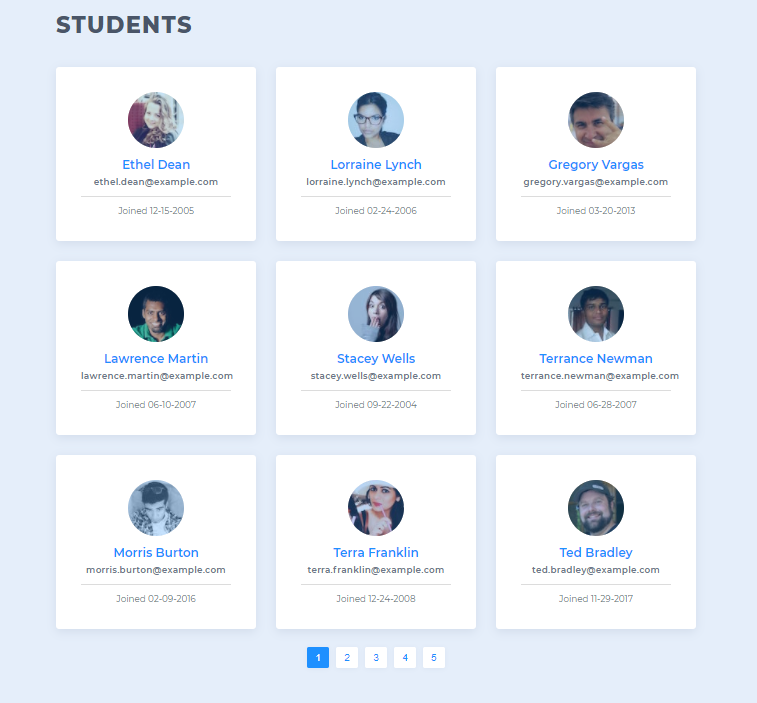 STUDENTS
Ethel Dean
ethel.dean@example.com
Joined 12-15-2005
Lorraine Lynch
lorraine.lynch@example.com
Joined 02-24-2006
Gregory Vargas
gregory.vargas@example.com
Joined 03-20-2013
Lawrence Martin
lawrence.martin@example.com
Joined 06-10-2007
Stacey Wells
stacey.wells@example.com
Joined 09-22-2004
Terrance Newman
terrance.newman@example.com
Joined 06-28-2007
Morris Burton
morris.burton@example.com
Joined 02-09-2016
Terra Franklin
terra.franklin@example.com
Joined 12-24-2008
Ted Bradley
ted.bradley@example.com
Joined 11-29-2017
1 2 3 4 5